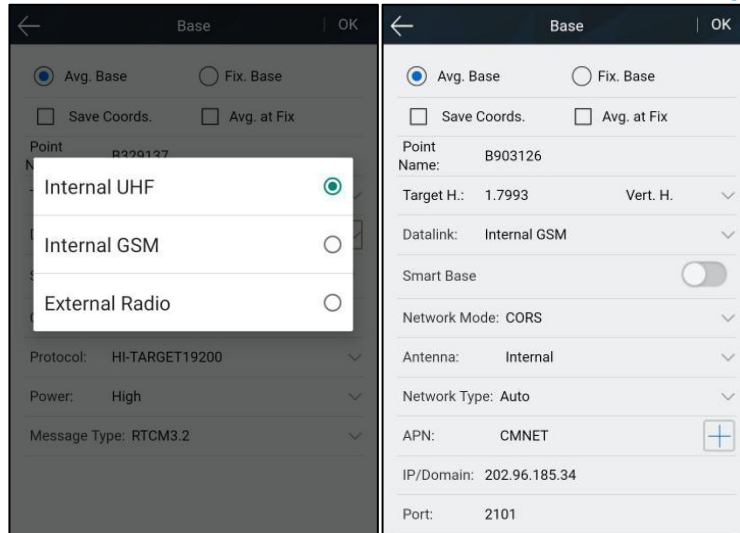 Base | OK
Avg. Base Fix. Base
Save Coords. Avg. at Fix
Point
B329137
Internal UHF
Internal GSM
External Radio
Protocol: HI-TARGET19200
Power: High
Message Type: RTCM3.2
Base | OK
Avg. Base Fix. Base
Save Coords. Avg. at Fix
Point
Name: B903126
Target H.: 1.7993 Vert. H.
Datalink: Internal GSM
Smart Base
Network Mode: CORS
Antenna: Internal
Network Type: Auto
APN: CMNET
IP/Domain: 202.96.185.34
Port: 2101